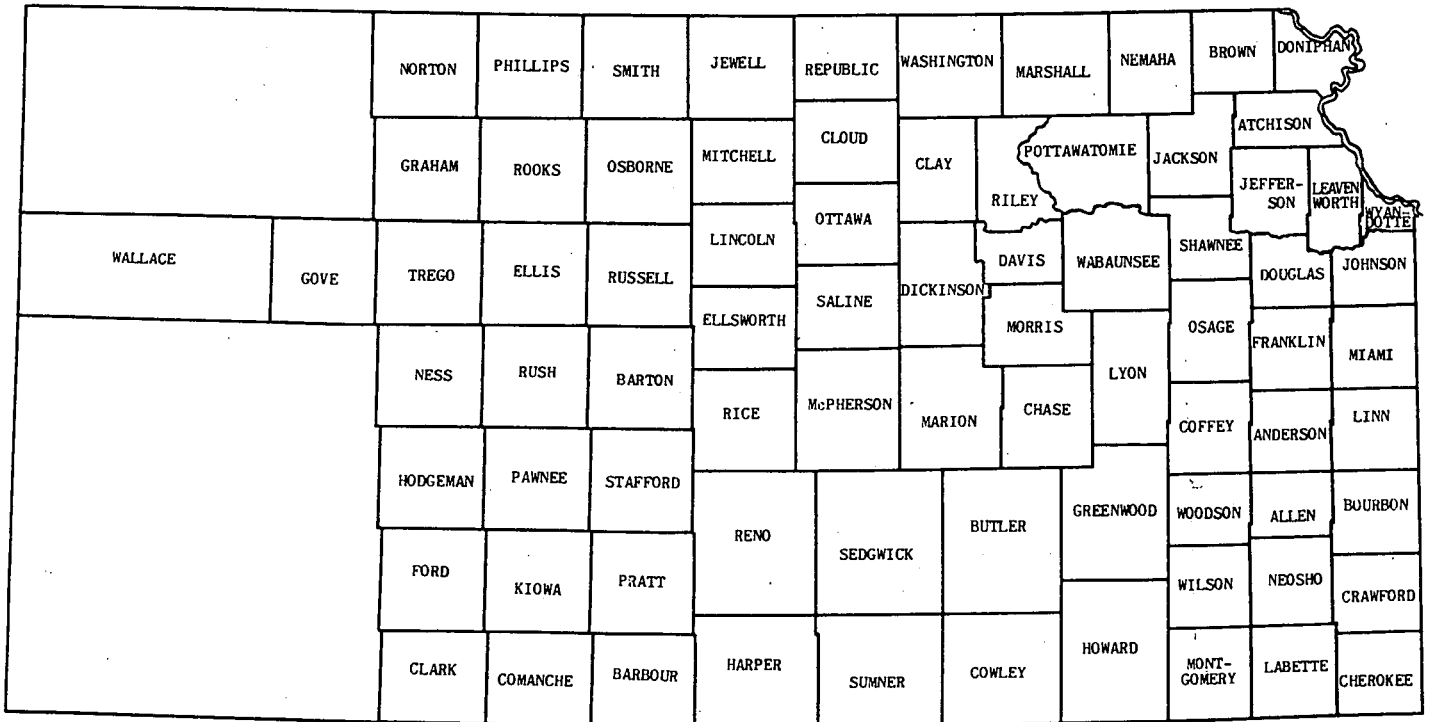 NORTON
PHILLIPS
SMITH
JEWELL
REPUBLIC
WASHINGTON
MARSHALL
NEMAHA
BROWN
DONIPHAN
GRAHAM
ROOKS
OSBORNE
MITCHELL
CLOUD
CLAY
RILEY
POTTAWATOMIE
JACKSON
ATCHISON
JEFFER-
SON
LEAVEN
WORTH
WYAN-
DOTTE
WALLACE
GOVE
TREGO
ELLIS
RUSSELL
LINCOLN
OTTAWA
DICKINSON
DAVIS
WABAUNSEE
SHAWNEE
DOUGLAS
JOHNSON
ELLSWORTH
SALINE
MORRIS
LYON
OSAGE
FRANKLIN
MIAMI
NESS
RUSH
BARTON
RICE
McPHERSON
MARION
CHASE
COFFEY
ANDERSON
LINN
HODGEMAN
PAWNEE
STAFFORD
RENO
SEDGWICK
BUTLER
GREENWOOD
WOODSON
ALLEN
BOURBON
FORD
KIOWA
PRATT
WILSON
NEOSHO
CRAWFORD
CLARK
COMANCHE
BARBOUR
HARPER
SUMNER
COWLEY
HOWARD
MONT-
GOMERY
LABETTE
CHEROKEE